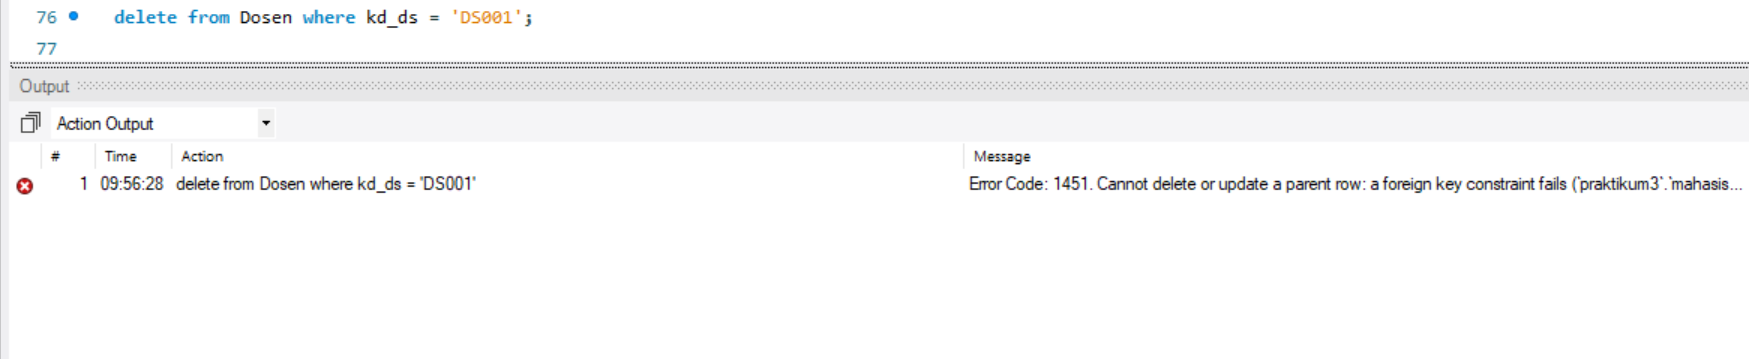 76 delete from Dosen where kd_ds = 'DS001';
77
Output
Action Output
# Time Action Message
1 09:56:28 delete from Dosen where kd_ds = 'DS001' Error Code: 1451. Cannot delete or update a parent row: a foreign key constraint fails (`praktikum3`.`mahasis...